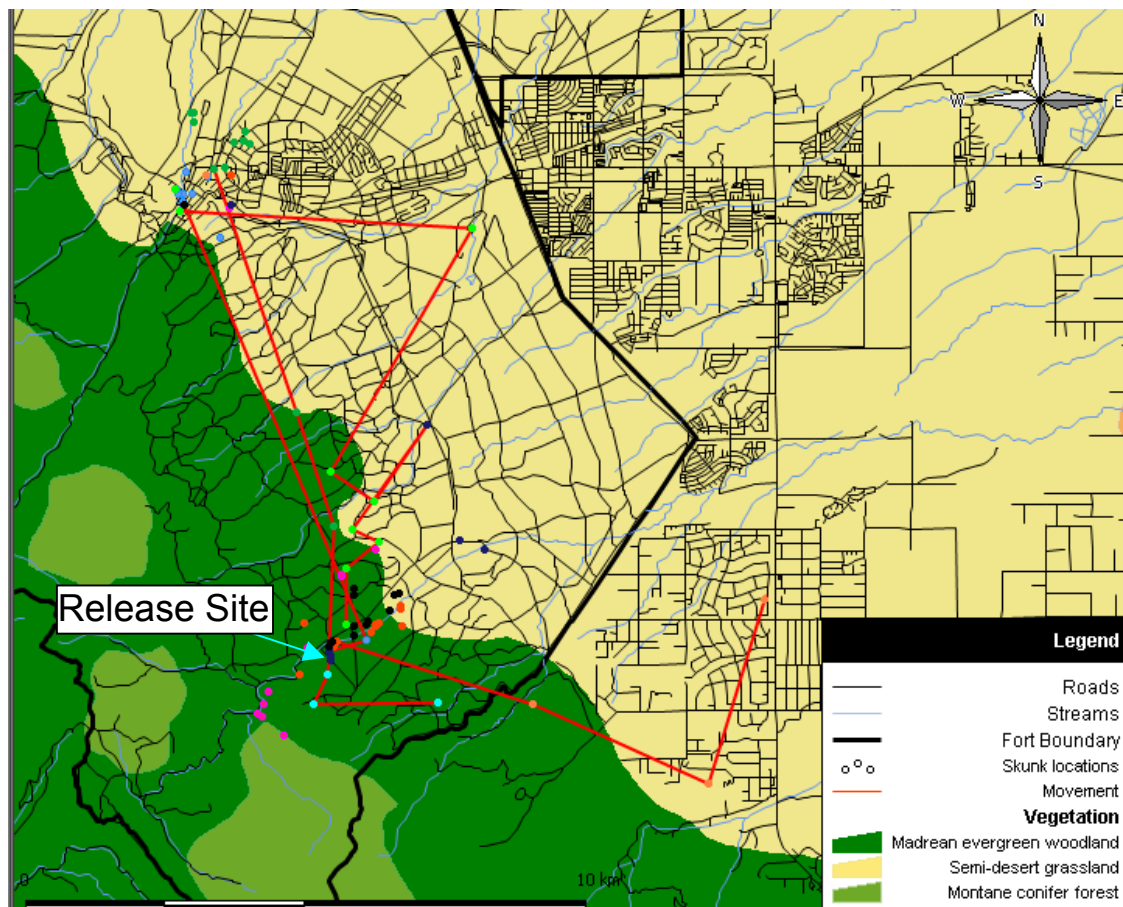 N
W E
S
Release Site
Legend
Roads
Streams
Fort Boundary
Skunk locations
Movement
Vegetation
Madrean evergreen woodland
Semi-desert grassland
Montane conifer forest
0 10 km